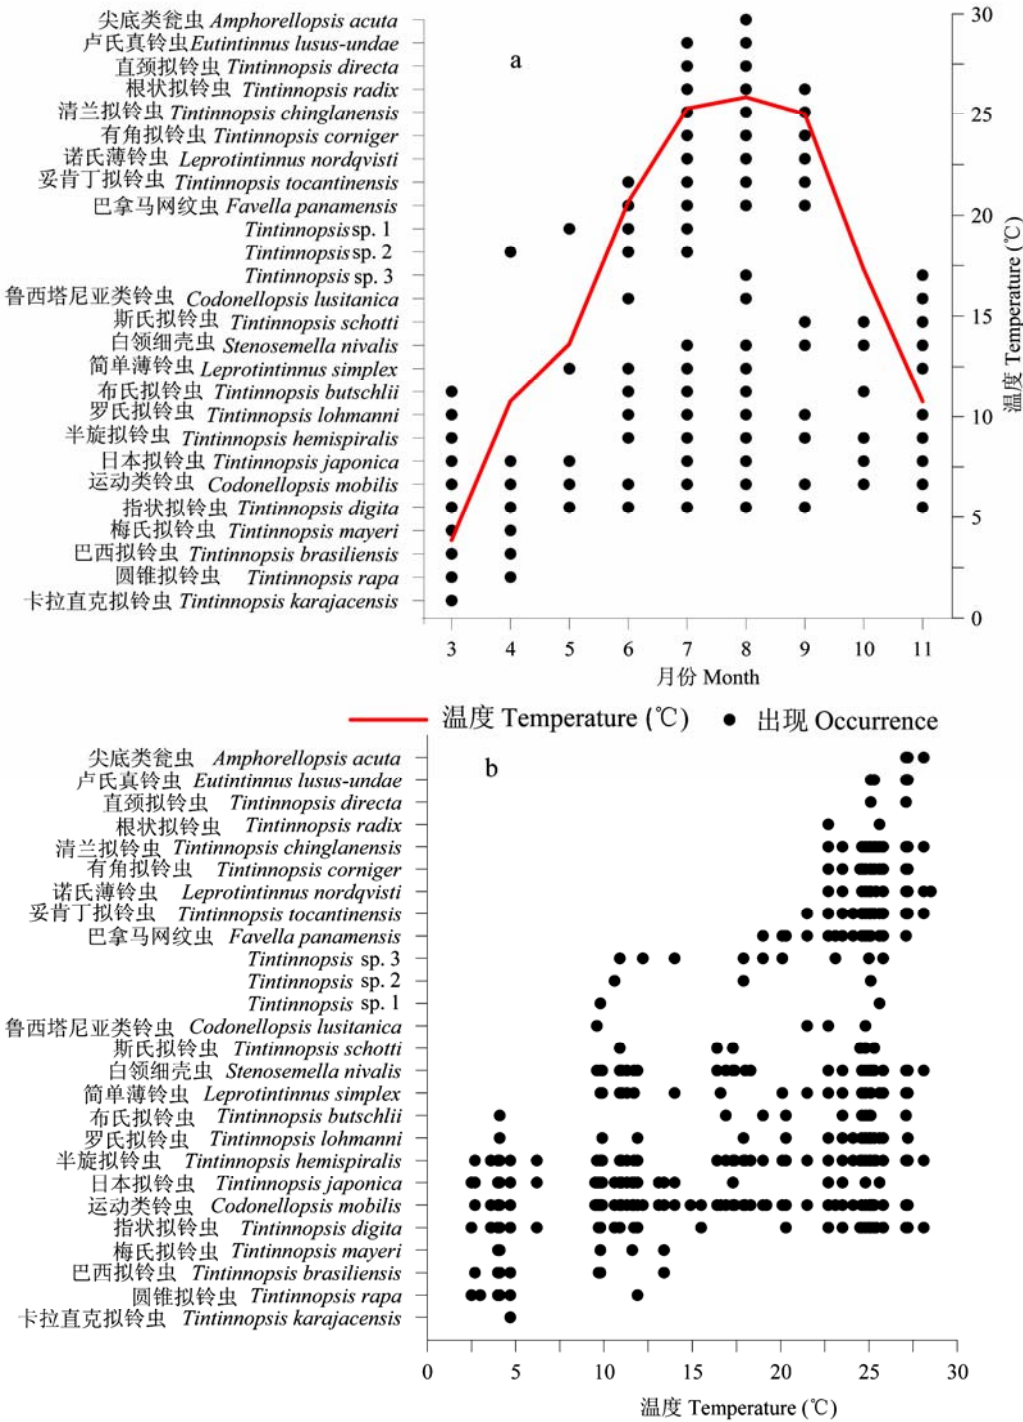 尖底类瓮虫 Amphorellopsis acuta
卢氏真铃虫Eutintinnus lusus-undae
直颈拟铃虫 Tintinnopsis directa
根状拟铃虫 Tintinnopsis radix
清兰拟铃虫 Tintinnopsis chinglanensis
有角拟铃虫 Tintinnopsis corniger
诺氏薄铃虫 Leprotintinnus nordqvisti
妥肯丁拟铃虫 Tintinnopsis tocantinensis
巴拿马网纹虫 Favella panamensis
Tintinnopsis sp. 1
Tintinnopsis sp. 2
Tintinnopsis sp. 3
鲁西塔尼亚类铃虫 Codonellopsis lusitanica
斯氏拟铃虫 Tintinnopsis schotti
白领细壳虫 Stenosemella nivalis
简单薄铃虫 Leprotintinnus simplex
布氏拟铃虫 Tintinnopsis butschlii
罗氏拟铃虫 Tintinnopsis lohmanni
半旋拟铃虫 Tintinnopsis hemispiralis
日本拟铃虫 Tintinnopsis japonica
运动类铃虫 Codonellopsis mobilis
指状拟铃虫 Tintinnopsis digita
梅氏拟铃虫 Tintinnopsis mayeri
巴西拟铃虫 Tintinnopsis brasiliensis
圆锥拟铃虫 Tintinnopsis rapa
卡拉直克拟铃虫 Tintinnopsis karajacensis
a
30
25
20
15
10
5
0
温度 Temperature (℃)
3 4 5 6 7 8 9 10 11
月份 Month
温度 Temperature (℃) 出现 Occurrence
b
尖底类瓮虫 Amphorellopsis acuta
卢氏拟铃虫 Eutintinnus lusus-undae
直颈拟铃虫 Tintinnopsis directa
根状拟铃虫 Tintinnopsis radix
清兰拟铃虫 Tintinnopsis chinglanensis
有角拟铃虫 Tintinnopsis corniger
诺氏薄铃虫 Leprotintinnus nordqvisti
妥肯丁拟铃虫 Tintinnopsis tocantinensis
巴拿马网纹虫 Favella panamensis
Tintinnopsis sp. 3
Tintinnopsis sp. 2
Tintinnopsis sp. 1
鲁西塔尼亚类铃虫 Codonellopsis lusitanica
斯氏拟铃虫 Tintinnopsis schotti
白领细壳虫 Stenosemella nivalis
简单薄铃虫 Leprotintinnus simplex
布氏拟铃虫 Tintinnopsis butschlii
罗氏拟铃虫 Tintinnopsis lohmanni
半旋拟铃虫 Tintinnopsis hemispiralis
日本拟铃虫 Tintinnopsis japonica
运动类铃虫 Codonellopsis mobilis
指状拟铃虫 Tintinnopsis digita
梅氏拟铃虫 Tintinnopsis mayeri
巴西拟铃虫 Tintinnopsis brasiliensis
圆锥拟铃虫 Tintinnopsis rapa
卡拉直克拟铃虫 Tintinnopsis karajacensis
0 5 10 15 20 25 30
温度 Temperature (℃)